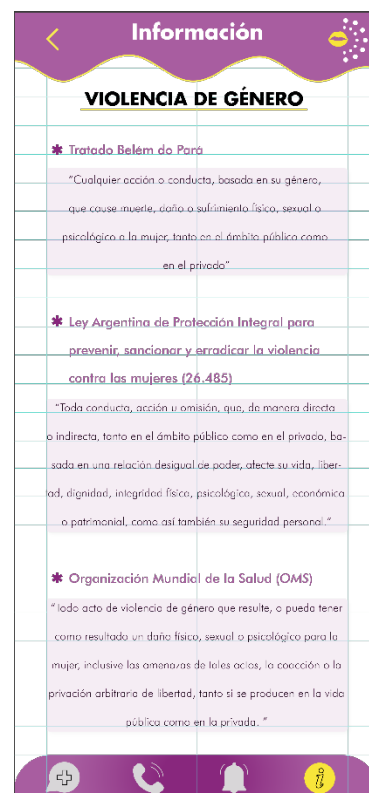 Información
VIOLENCIA DE GÉNERO
* Tratado Belém do Pará
"Cualquier acción o conducta, basada en su género,
que cause muerte, daño o sufrimiento físico, sexual o
psicológico a la mujer, tanto en el ámbito público como
en el privado"
* Ley Argentina de Protección Integral para
prevenir, sancionar y erradicar la violencia
contra las mujeres (26.485)
"Toda conducta, acción u omisión, que, de manera directa
o indirecta, tanto en el ámbito público como en el privado, ba-
sada en una relación desigual de poder, afecte su vida, liber-
tad, dignidad, integridad física, psicológica, sexual, económica
o patrimonial, como así también su seguridad personal."
* Organización Mundial de la Salud (OMS)
"Todo acto de violencia de género que resulte, o pueda tener
como resultado un daño físico, sexual o psicológico para la
mujer, inclusive las amenazas de tales actos, la coacción o la
privación arbitraria de libertad, tanto si se producen en la vida
pública como en la privada. "
i